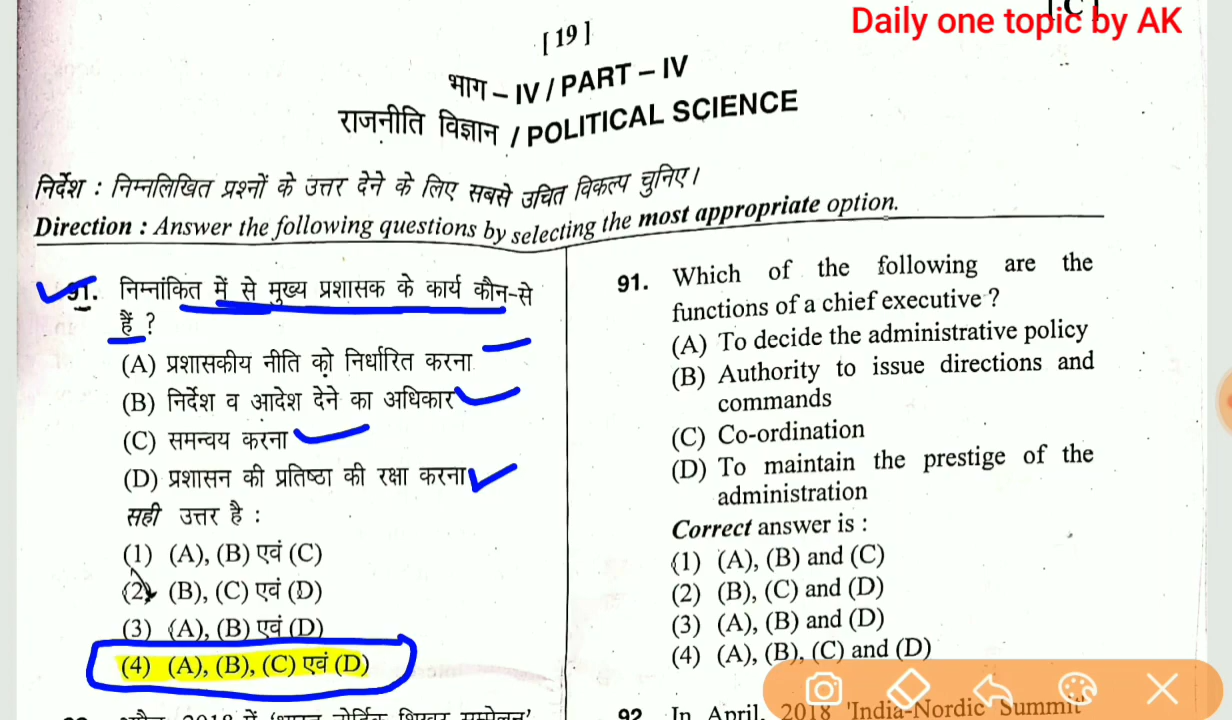 Daily one topic by AK
[ C ]
[ 19 ]
भाग – IV / PART – IV
राजनीति विज्ञान / POLITICAL SCIENCE
निर्देश : निम्नलिखित प्रश्नों के उत्तर देने के लिए सबसे उचित विकल्प चुनिए।
Direction : Answer the following questions by selecting the most appropriate option.
91. निम्नांकित में से मुख्य प्रशासक के कार्य कौन-से
हैं ?
(A) प्रशासकीय नीति को निर्धारित करना
(B) निर्देश व आदेश देने का अधिकार
(C) समन्वय करना
(D) प्रशासन की प्रतिष्ठा की रक्षा करना
सही उत्तर है :
(1) (A), (B) एवं (C)
(2) (B), (C) एवं (D)
(3) (A), (B) एवं (D)
(4) (A), (B), (C) एवं (D)
91. Which of the following are the
functions of a chief executive ?
(A) To decide the administrative policy
(B) Authority to issue directions and
commands
(C) Co-ordination
(D) To maintain the prestige of the
administration
Correct answer is :
(1) (A), (B) and (C)
(2) (B), (C) and (D)
(3) (A), (B) and (D)
(4) (A), (B), (C) and (D)
92 In April, 2018 'India-Nordic Summit'